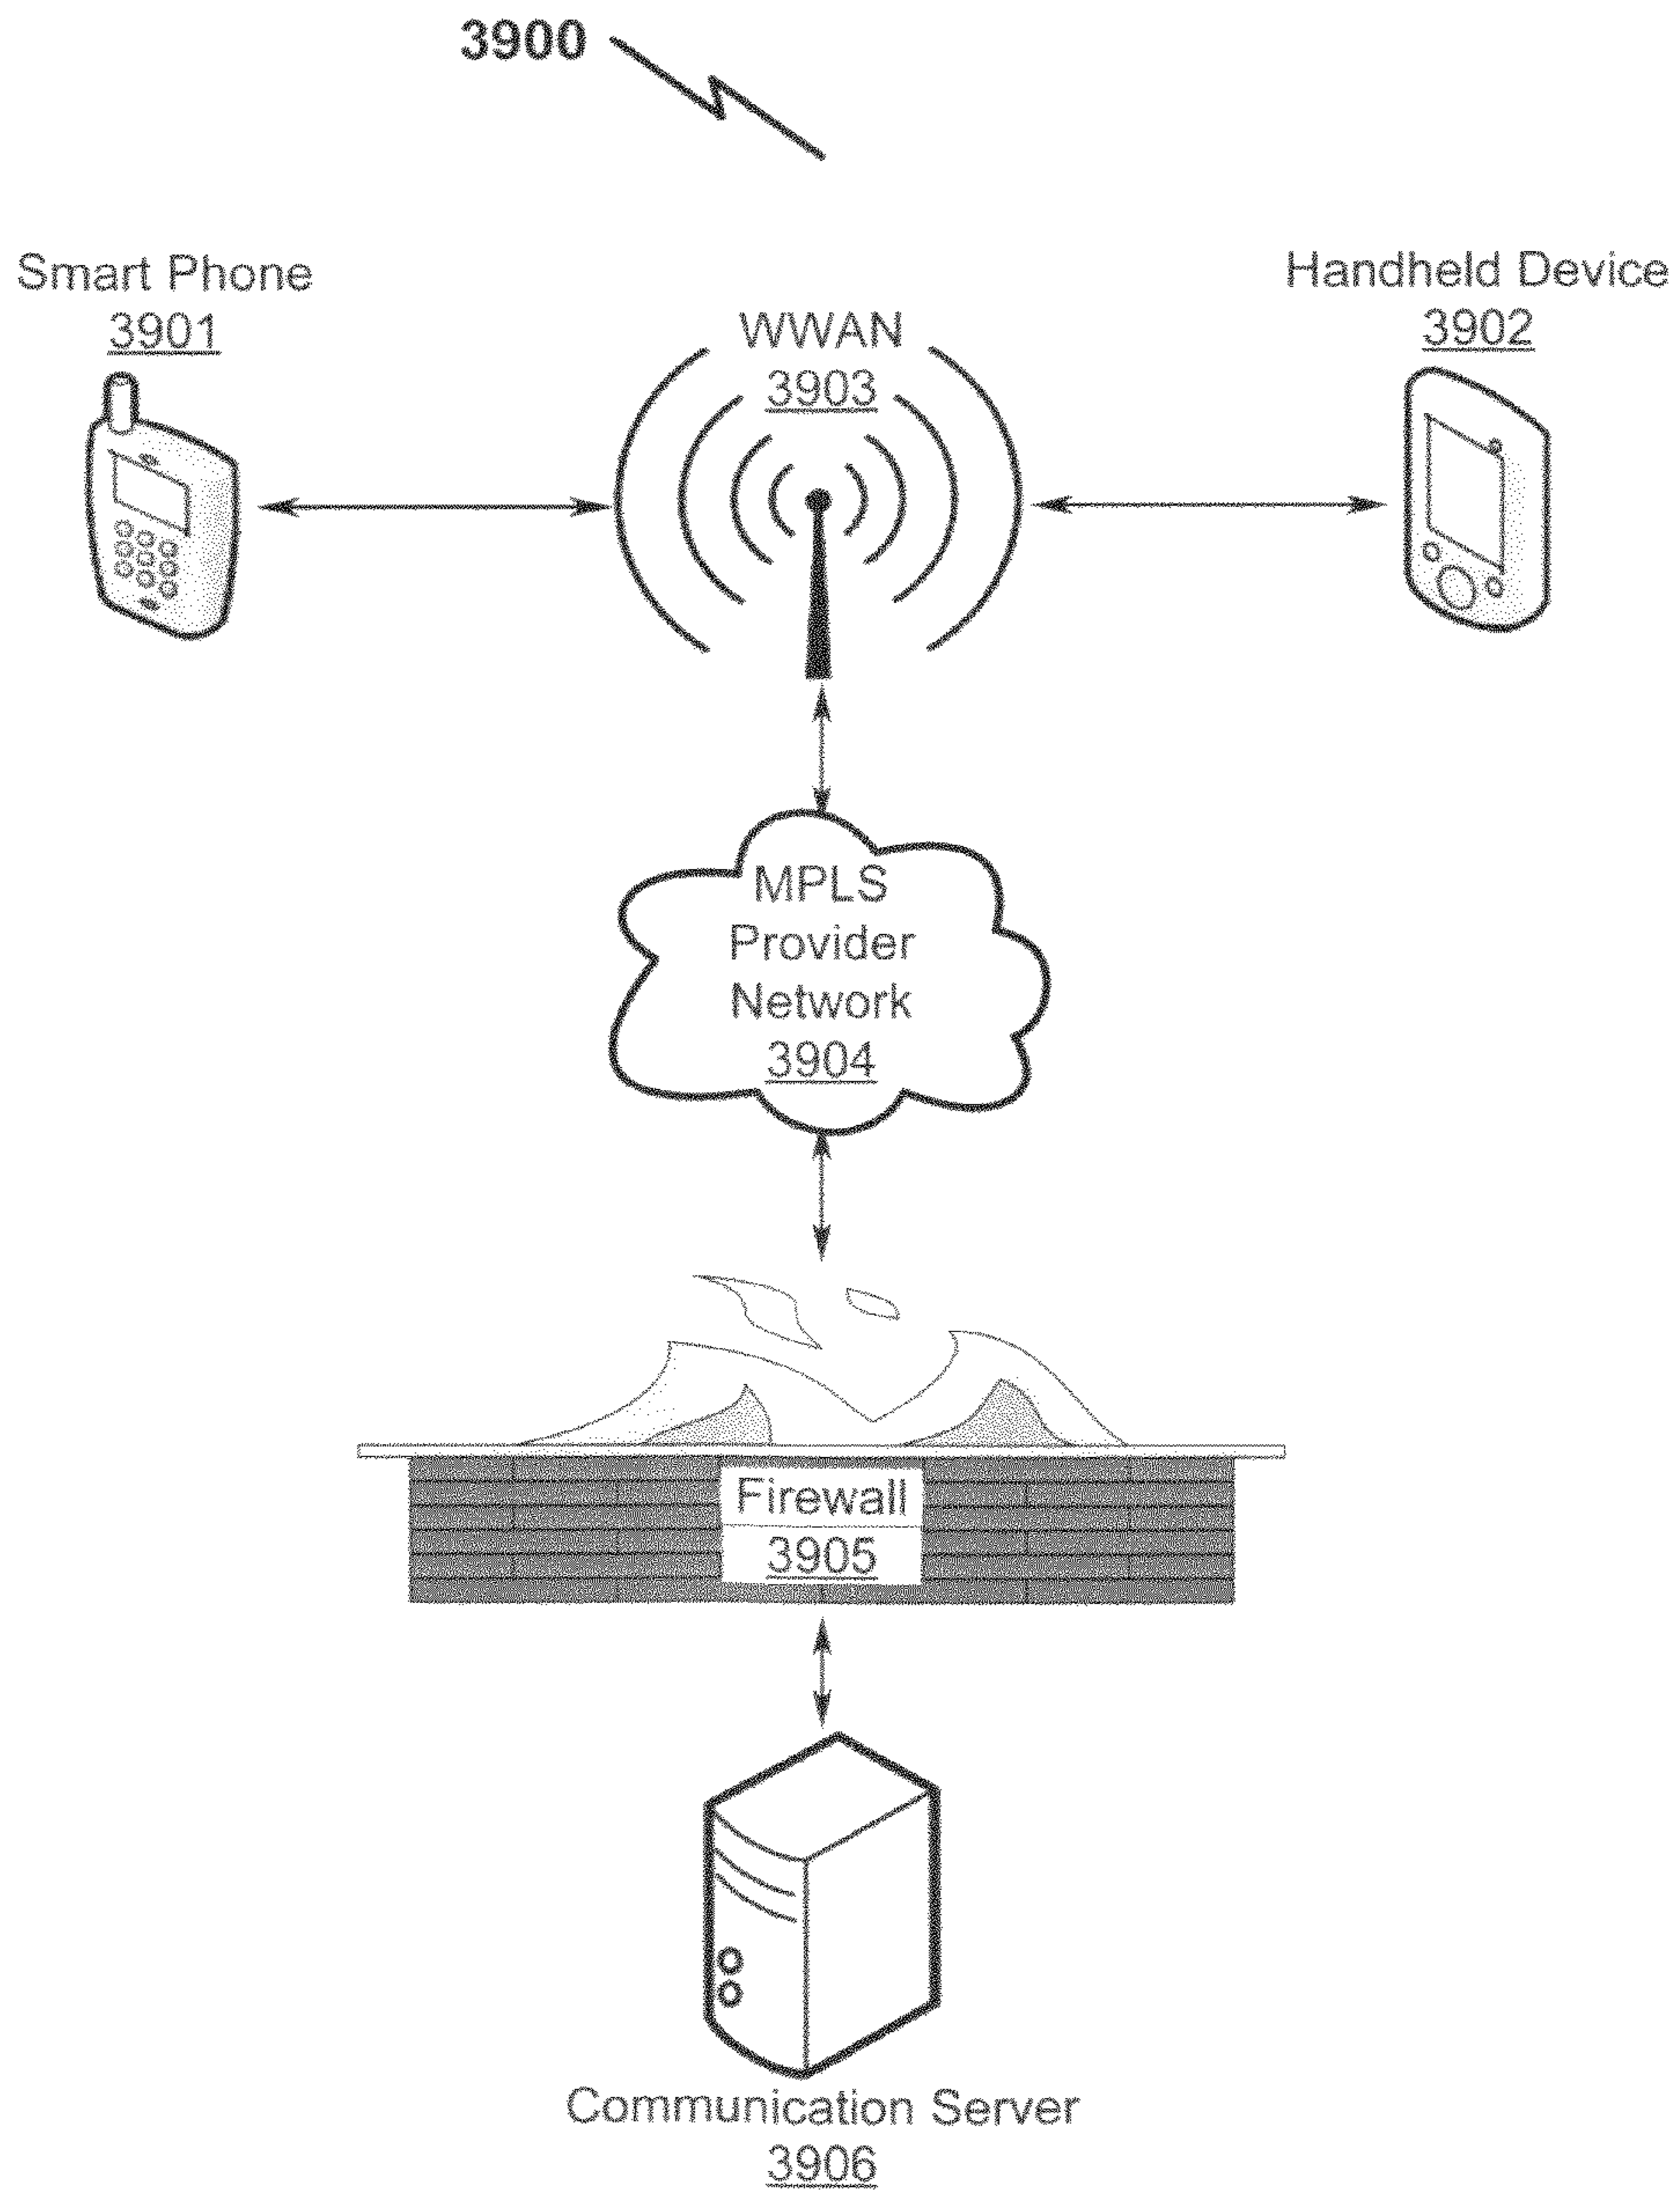 3900
Smart Phone
3901
Handheld Device
3902
WWAN
3903
MPLS
Provider
Network
3904
Firewall
3905
Communication Server
3906